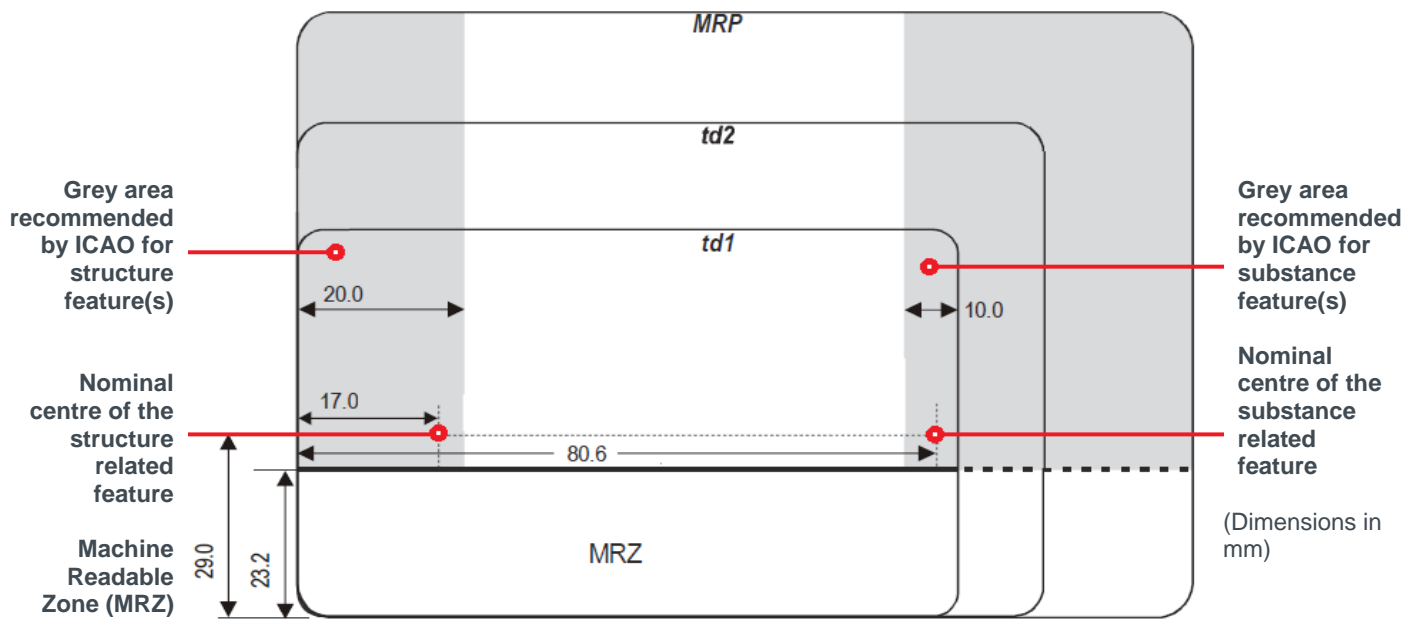 MRP
td2
td1
Grey area
recommended
by ICAO for
structure
feature(s)
20.0
10.0
Grey area
recommended
by ICAO for
substance
feature(s)
Nominal
centre of the
structure
related
feature
17.0
80.6
Nominal
centre of the
substance
related
feature
(Dimensions in
mm)
Machine
Readable
Zone (MRZ)
29.0
23.2
MRZ